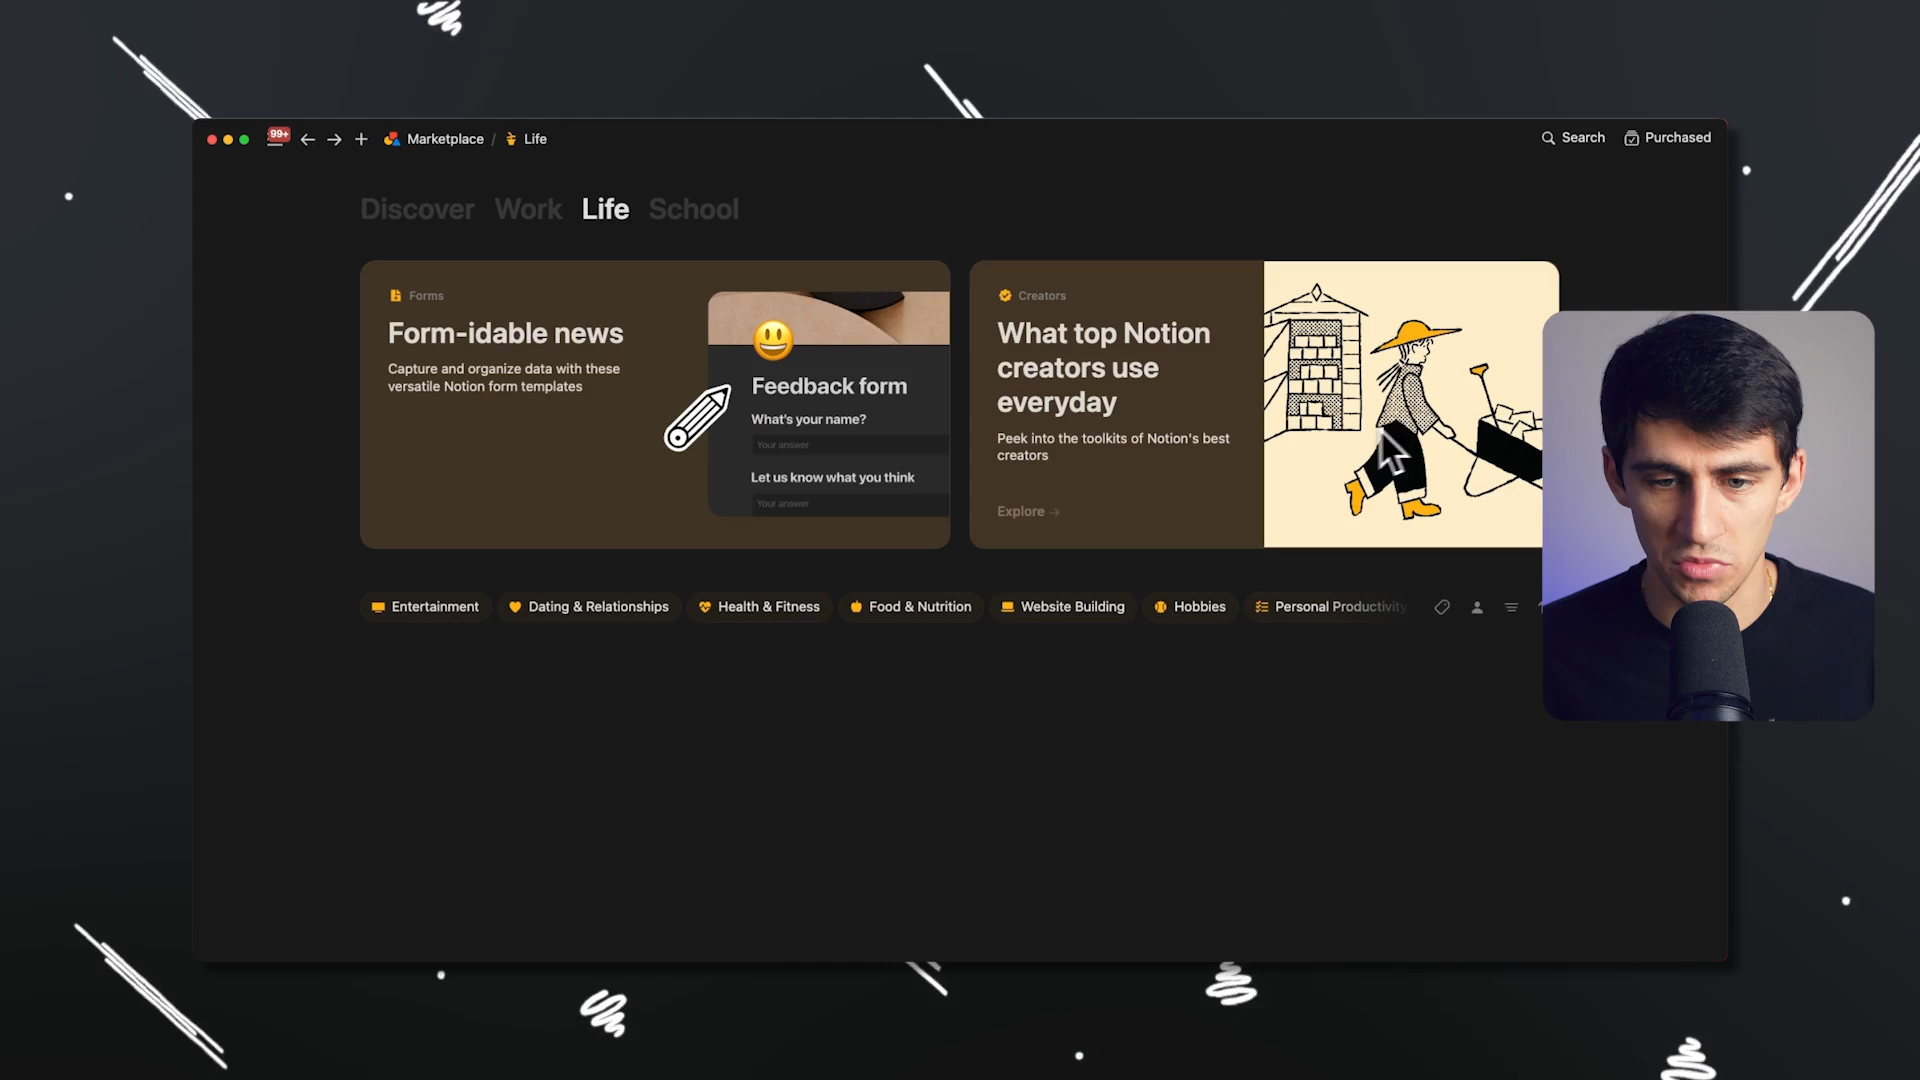 99+
Marketplace / Life
Search
Purchased
Discover Work Life School
Forms
Form-idable news
Capture and organize data with these
versatile Notion form templates
Feedback form
What's your name?
Your answer
Let us know what you think
Your answer
Creators
What top Notion
creators use
everyday
Peek into the toolkits of Notion's best
creators
Explore →
Entertainment
Dating & Relationships
Health & Fitness
Food & Nutrition
Website Building
Hobbies
Personal Productivity